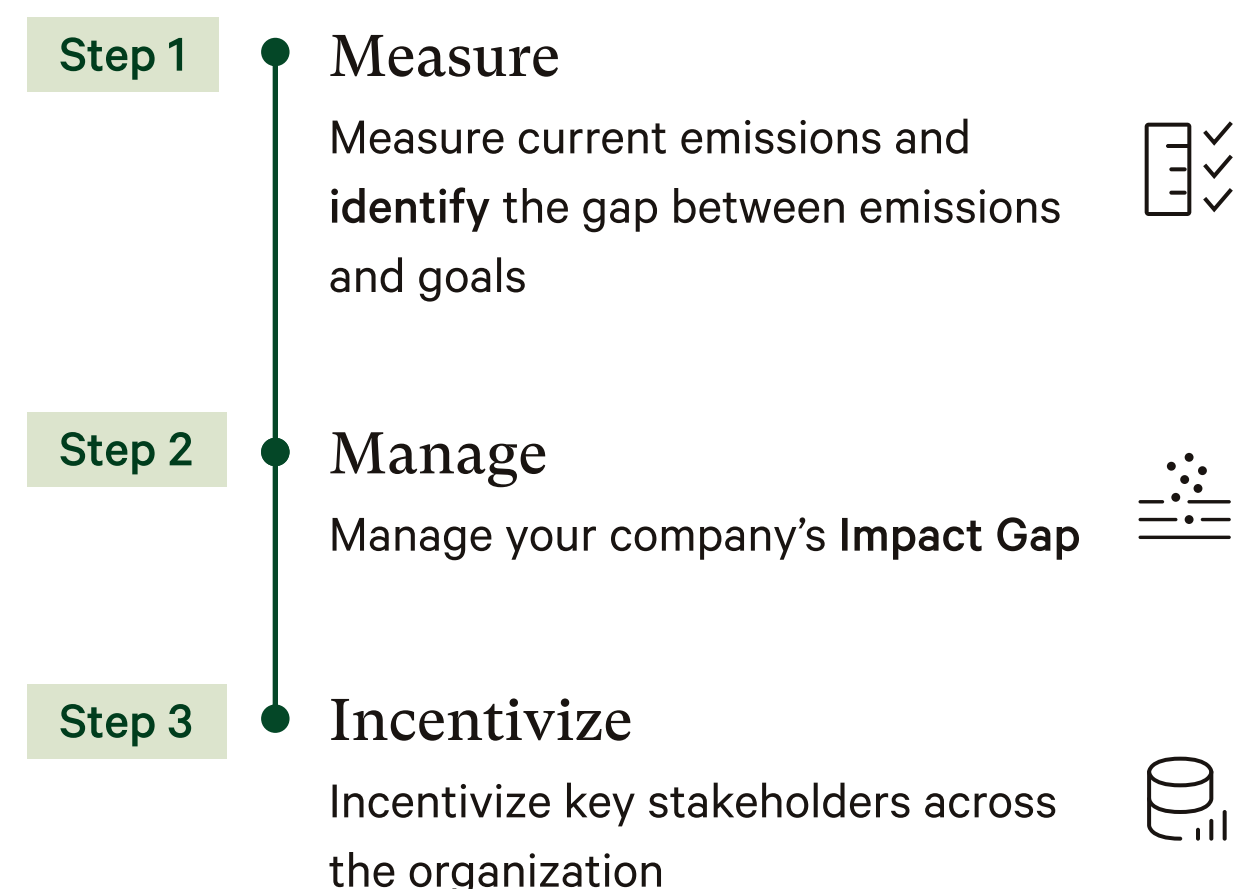 Step 1
Measure
Measure current emissions and
identify the gap between emissions
and goals
Step 2
Manage
Manage your company’s Impact Gap
Step 3
Incentivize
Incentivize key stakeholders across
the organization